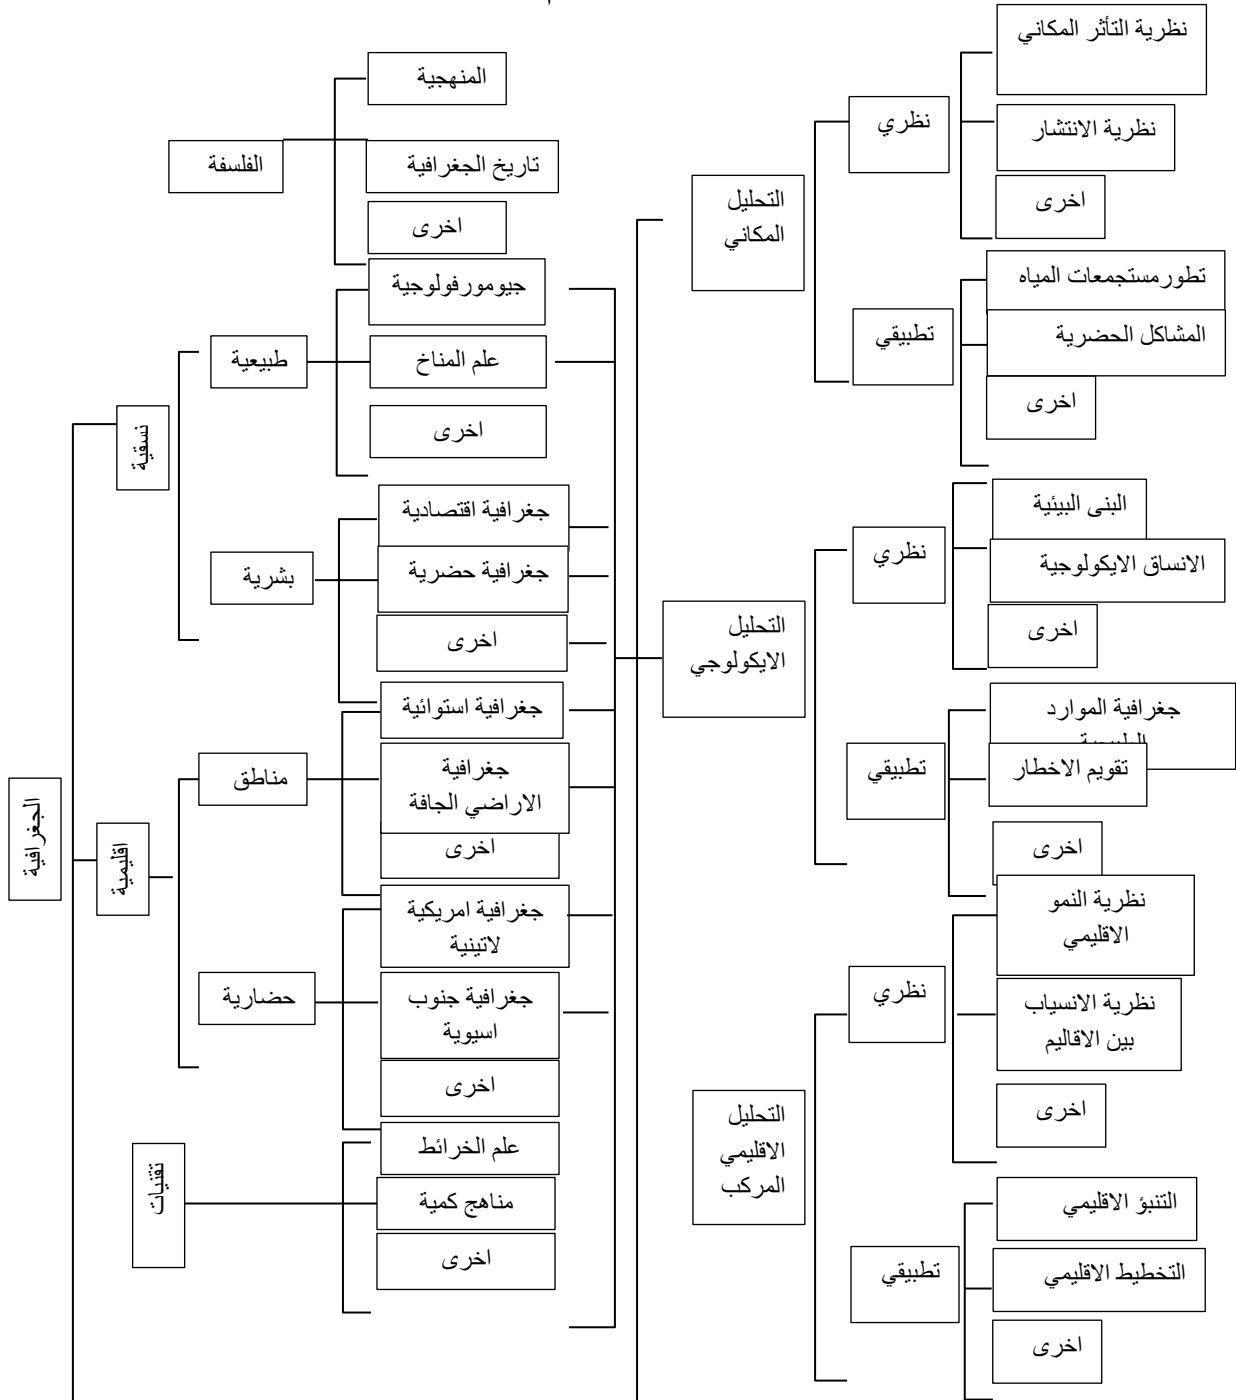 المنهجية
الفلسفة
تاريخ الجغرافية
اخرى
الجغرافية
نسقية
طبيعية
جيومورفولوجية
علم المناخ
اخرى
بشرية
جغرافية اقتصادية
جغرافية حضرية
اخرى
اقليمية
مناطق
جغرافية استوائية
جغرافية
الاراضي الجافة
اخرى
حضارية
جغرافية امريكية
لاتينية
جغرافية جنوب
اسيوية
اخرى
تقنيات
علم الخرائط
مناهج كمية
اخرى
التحليل
المكاني
نظري
نظرية التأثر المكاني
نظرية الانتشار
اخرى
تطبيقي
تطورمستجمعات المياه
المشاكل الحضرية
اخرى
التحليل
الايكولوجي
نظري
البنى البيئية
الانساق الايكولوجية
اخرى
تطبيقي
جغرافية الموارد
تقويم الاخطار
اخرى
التحليل
الاقليمي
المركب
نظري
نظرية النمو
الاقليمي
نظرية الانسياب
بين الاقاليم
اخرى
تطبيقي
التنبؤ الاقليمي
التخطيط الاقليمي
اخرى